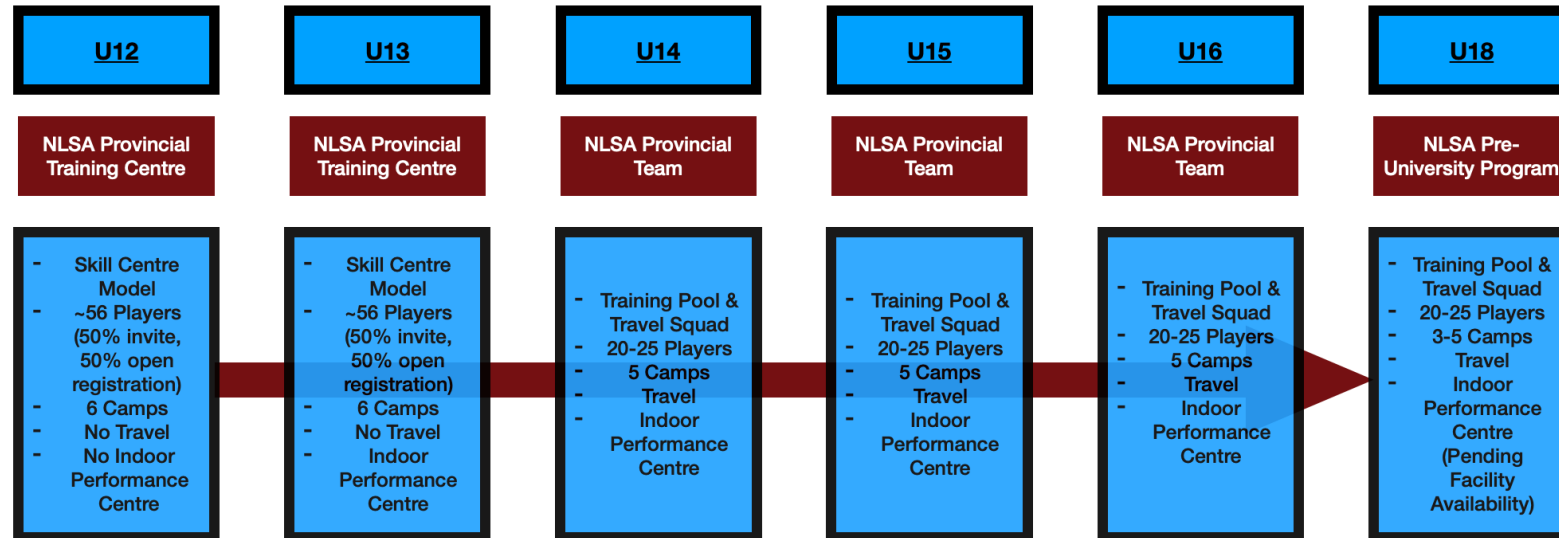 U12
U13
U14
U15
U16
U18
NLSA Provincial
Training Centre
NLSA Provincial
Training Centre
NLSA Provincial
Team
NLSA Provincial
Team
NLSA Provincial
Team
NLSA Pre-
University Program
- Skill Centre
Model
- ~56 Players
(50% invite,
50% open
registration)
- 6 Camps
- No Travel
- No Indoor
Performance
Centre
- Skill Centre
Model
- ~56 Players
(50% invite,
50% open
registration)
- 6 Camps
- No Travel
- Indoor
Performance
Centre
- Training Pool &
Travel Squad
- 20-25 Players
- 5 Camps
- Travel
- Indoor
Performance
Centre
- Training Pool &
Travel Squad
- 20-25 Players
- 5 Camps
- Travel
- Indoor
Performance
Centre
- Training Pool &
Travel Squad
- 20-25 Players
- 5 Camps
- Travel
- Indoor
Performance
Centre
- Training Pool &
Travel Squad
- 20-25 Players
- 3-5 Camps
- Travel
- Indoor
Performance
Centre
(Pending
Facility
Availability)